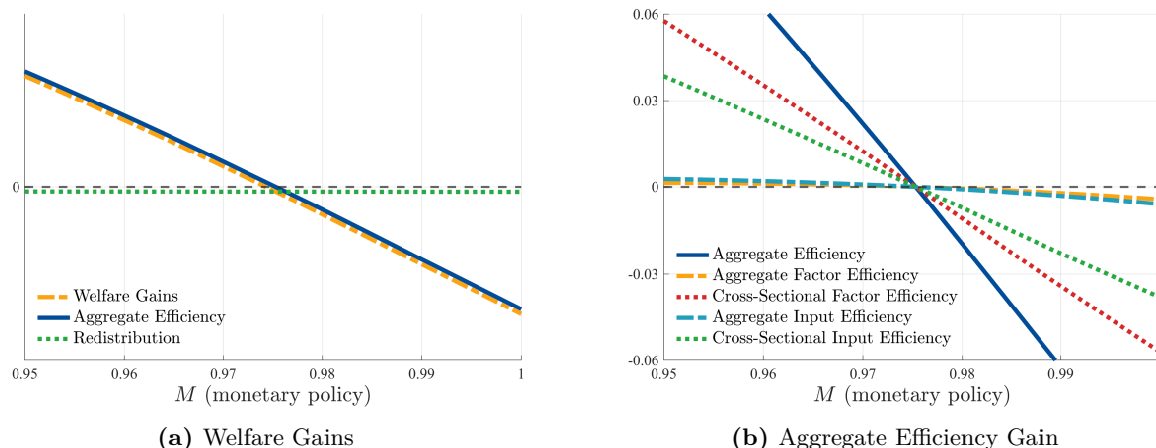 0
Welfare Gains
Aggregate Efficiency
Redistribution
0.95 0.96 0.97 0.98 0.99 1
M (monetary policy)
(a) Welfare Gains
0.06
0.03
0
-0.03
-0.06
Aggregate Efficiency
Aggregate Factor Efficiency
Cross-Sectional Factor Efficiency
Aggregate Input Efficiency
Cross-Sectional Input Efficiency
0.95 0.96 0.97 0.98 0.99
M (monetary policy)
(b) Aggregate Efficiency Gain